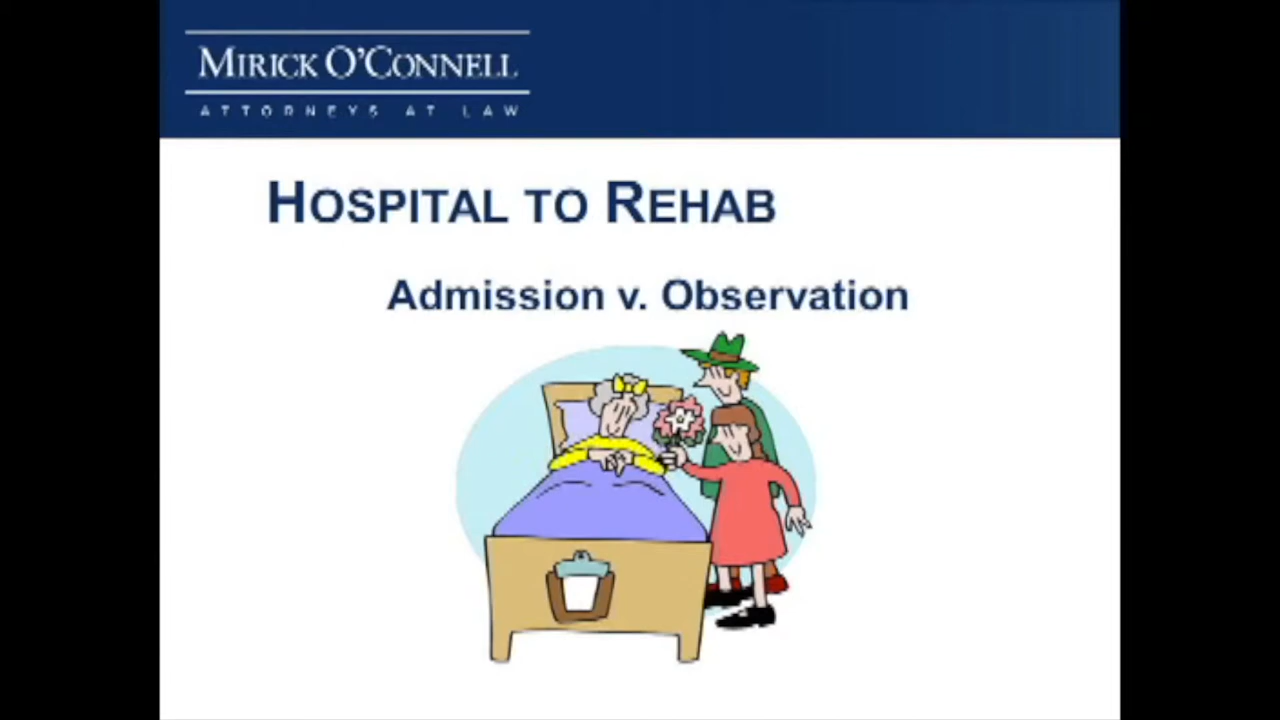 MIRICK O'CONNELL
ATTORNEYS AT LAW
HOSPITAL TO REHAB
Admission v. Observation